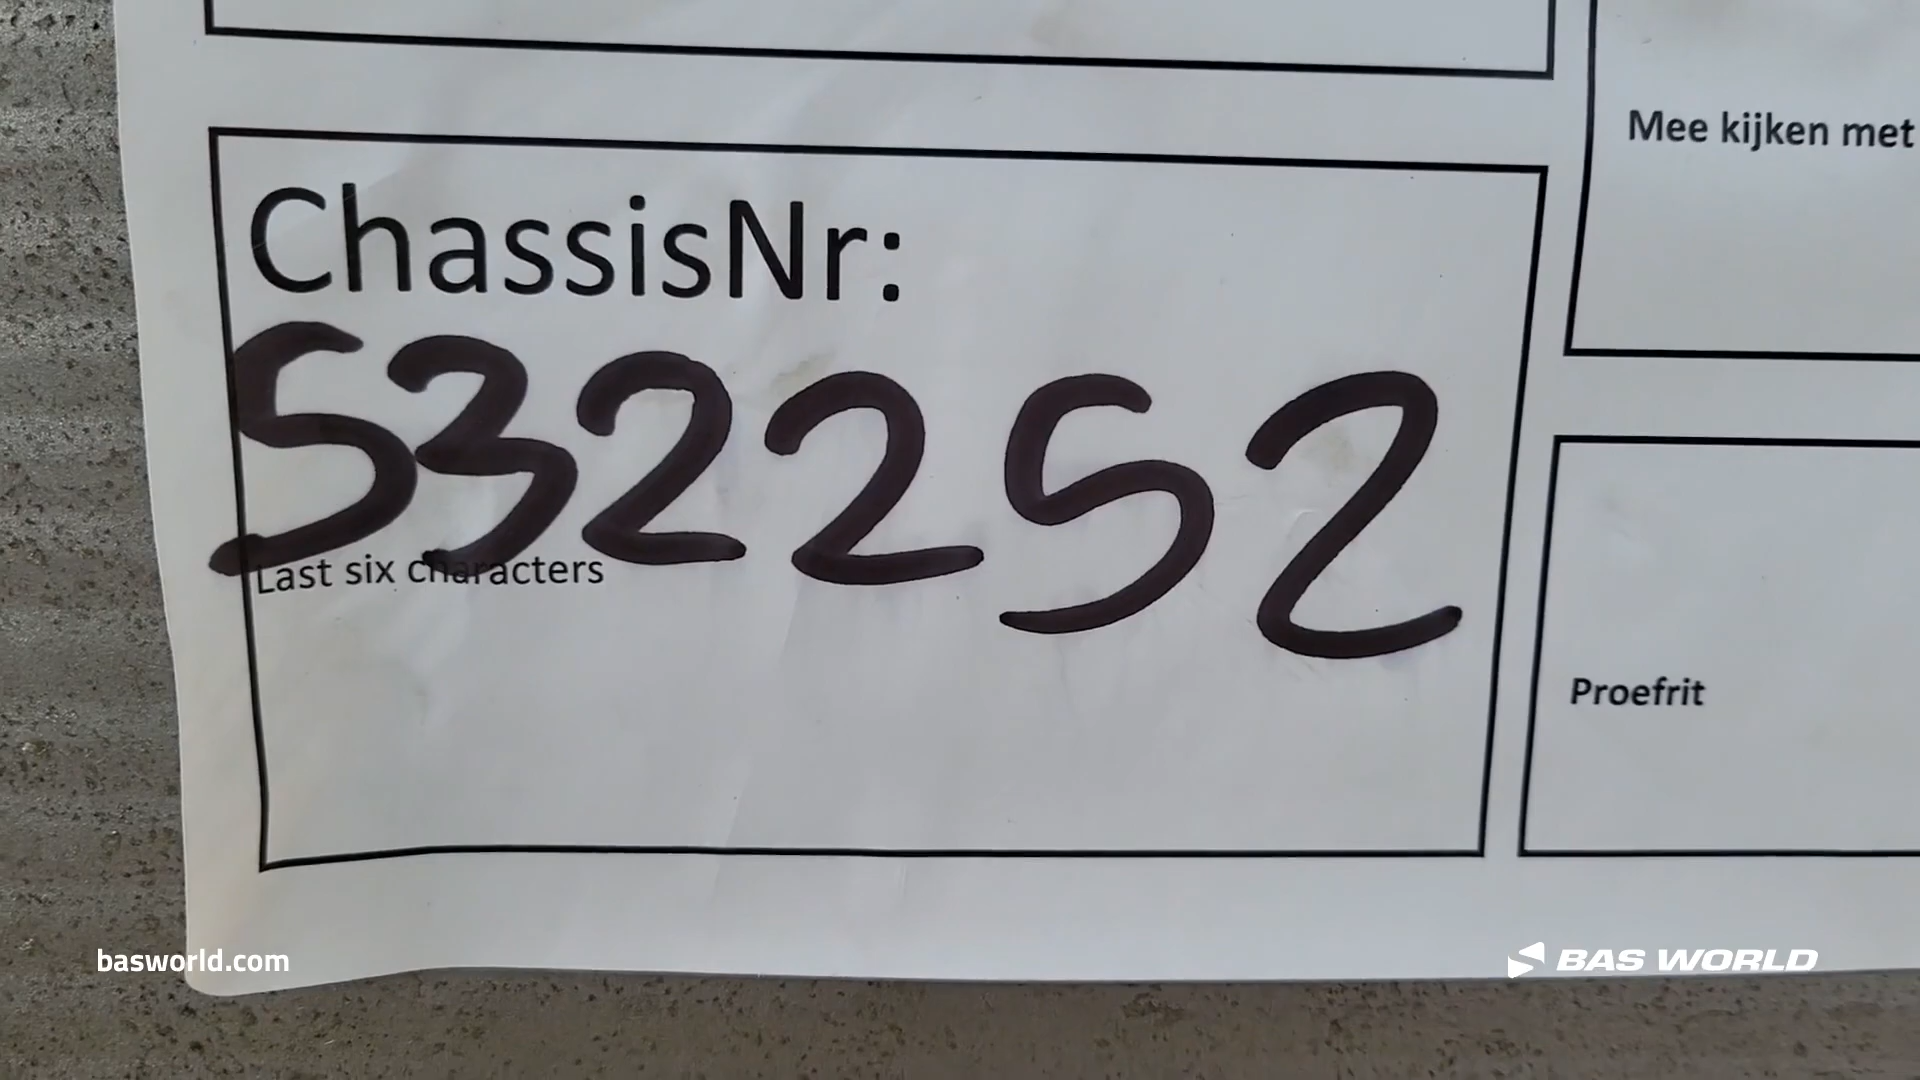 ChassisNr:
532252
Last six characters
Mee kijken met
Proefrit
basworld.com
BAS WORLD